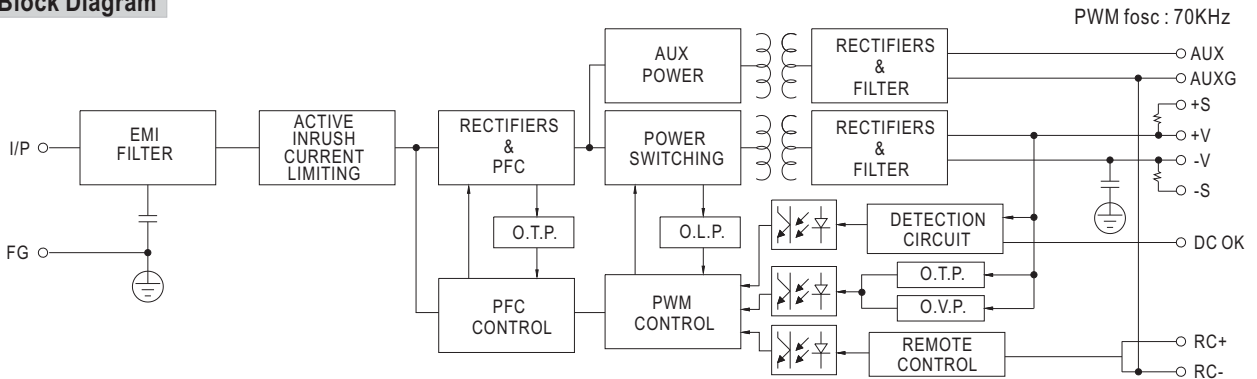 Block Diagram
PWM fosc : 70KHz
AUX
POWER
RECTIFIERS
&
FILTER
AUX
AUXG
I/P
EMI
FILTER
ACTIVE
INRUSH
CURRENT
LIMITING
RECTIFIERS
&
PFC
POWER
SWITCHING
RECTIFIERS
&
FILTER
+S
+V
-V
-S
O.T.P.
O.L.P.
DETECTION
CIRCUIT
DC OK
FG
PFC
CONTROL
PWM
CONTROL
O.T.P.
O.V.P.
REMOTE
CONTROL
RC+
RC-